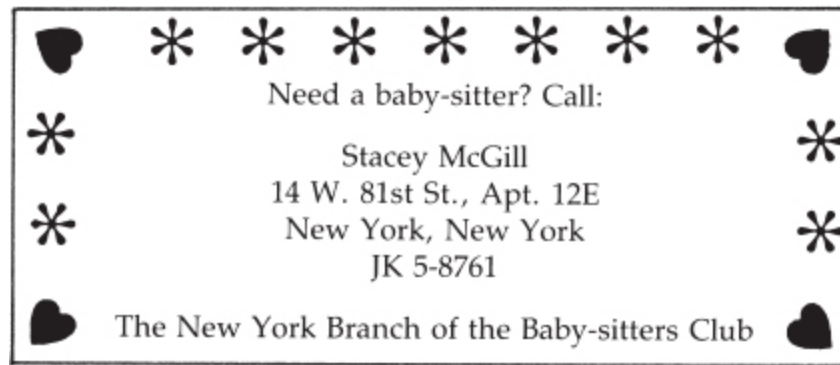 Need a baby-sitter? Call:
Stacey McGill
14 W. 81st St., Apt. 12E
New York, New York
JK 5-8761
The New York Branch of the Baby-sitters Club